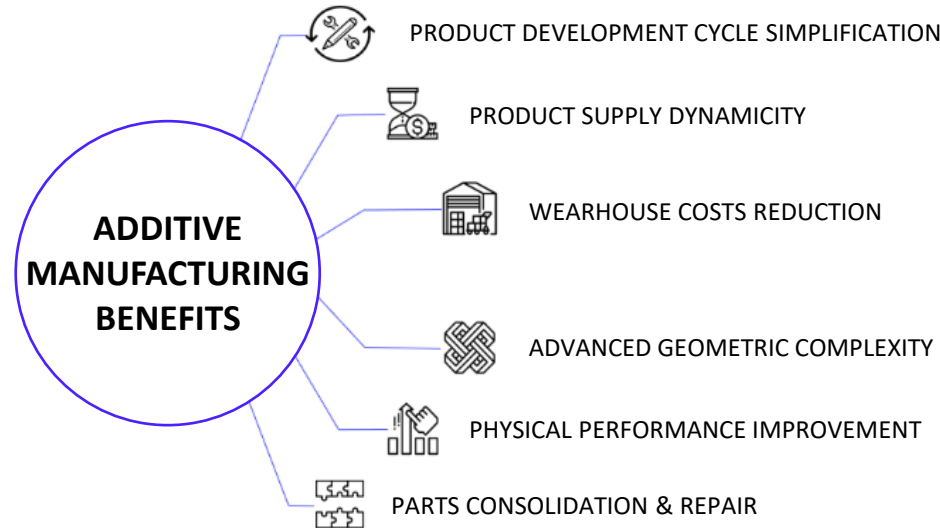 PRODUCT DEVELOPMENT CYCLE SIMPLIFICATION
PRODUCT SUPPLY DYNAMICITY
WEARHOUSE COSTS REDUCTION
ADDITIVE
MANUFACTURING
BENEFITS
ADVANCED GEOMETRIC COMPLEXITY
PHYSICAL PERFORMANCE IMPROVEMENT
PARTS CONSOLIDATION & REPAIR